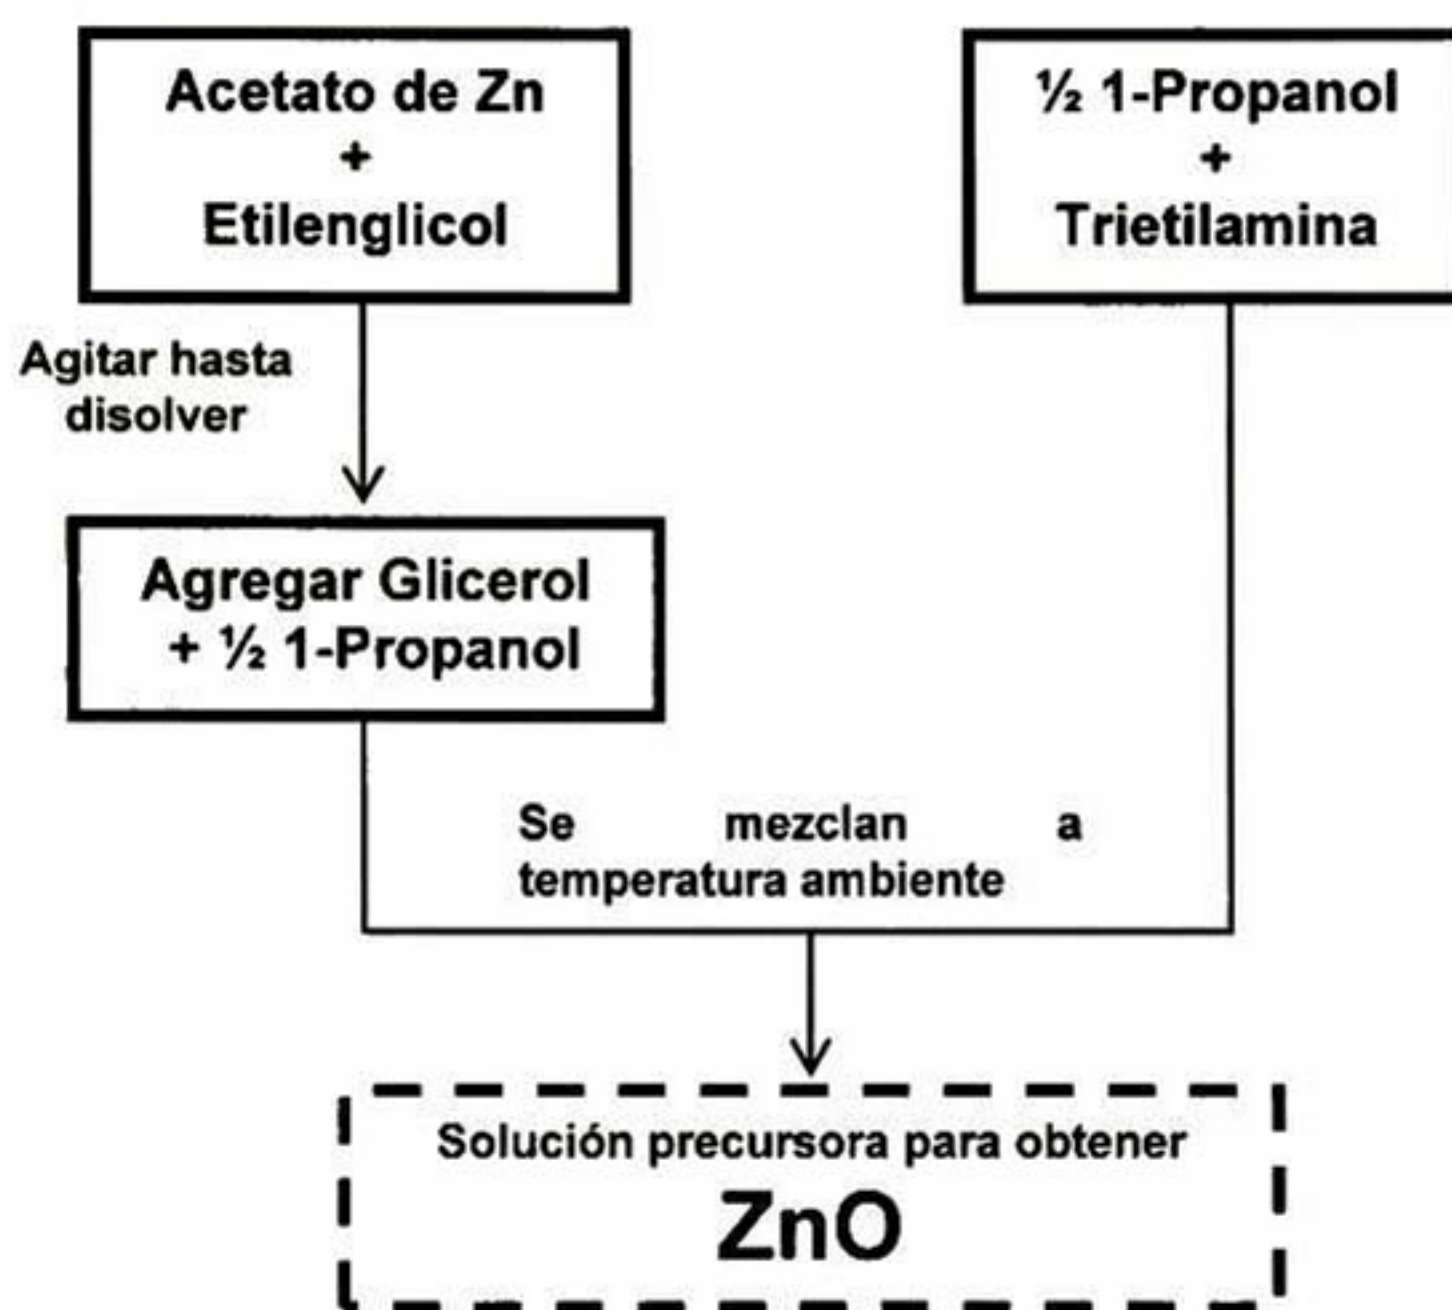 Acetato de Zn
+
Etilenglicol
½ 1-Propanol
+
Trietilamina
Agitar hasta
disolver
Agregar Glicerol
+ ½ 1-Propanol
Se mezclan a
temperatura ambiente
Solución precursora para obtener
ZnO